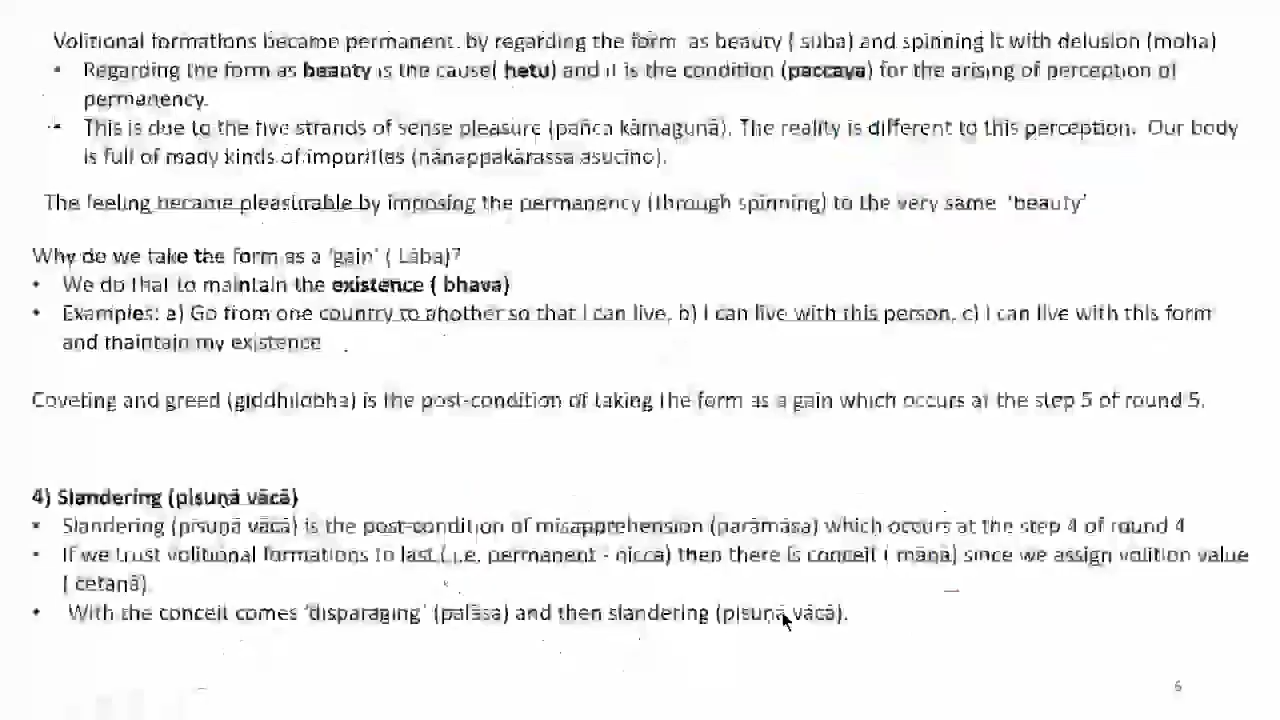 Volitional formations became permanent. by regarding the form as beauty ( suba) and spinning it with delusion (moha)
• Regarding the form as beauty is the cause( hetu) and it is the condition (paccaya) for the arising of perception of
permanency.
• This is due to the five strands of sense pleasure (pañca kāmaguṇā). The reality is different to this perception. Our body
is full of many kinds of impurities (nānappakārassa asucino).
The feeling became pleasurable by imposing the permanency (through spinning) to the very same 'beauty'
Why do we take the form as a 'gain' ( Lāba)?
• We do that to maintain the existence ( bhava)
• Examples: a) Go from one country to another so that I can live, b) I can live with this person, c) I can live with this form
and maintain my existence
Coveting and greed (giddhilobha) is the post-condition of taking the form as a gain which occurs at the step 5 of round 5.
4) Slandering (pisuṇā vācā)
• Slandering (pisuṇā vācā) is the post-condition of misapprehension (parāmāsa) which occurs at the step 4 of round 4
• If we trust volitional formations to last ( i.e. permanent - nicca) then there is conceit ( māna) since we assign volition value
( cetanā).
• With the conceit comes 'disparaging' (palāsa) and then slandering (pisuṇā vācā).
6